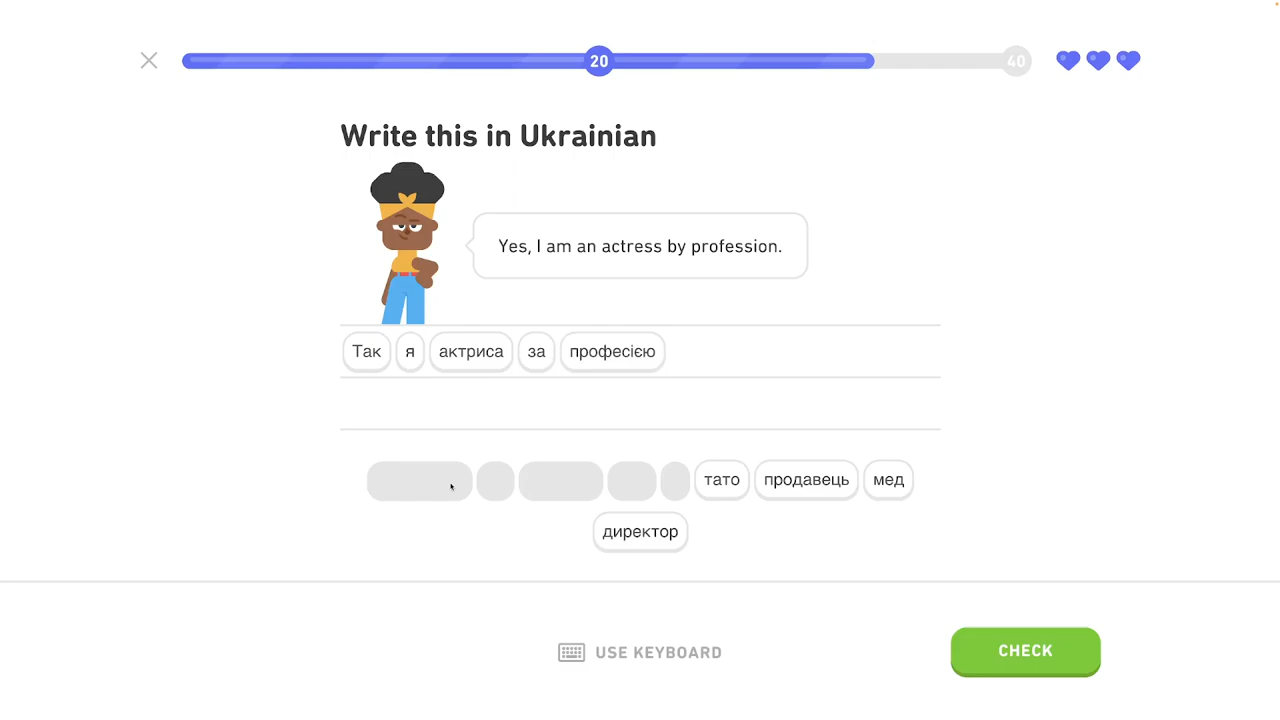 20
40
Write this in Ukrainian
Yes, I am an actress by profession.
Так я актриса за професією
тато продавець мед
директор
USE KEYBOARD
CHECK